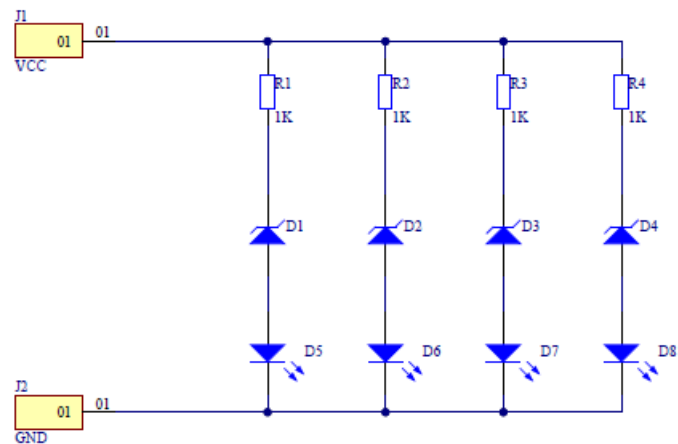 J1
01 01
VCC
R1 R2 R3 R4
1K 1K 1K 1K
D1 D2 D3 D4
D5 D6 D7 D8
J2
01 01
GND